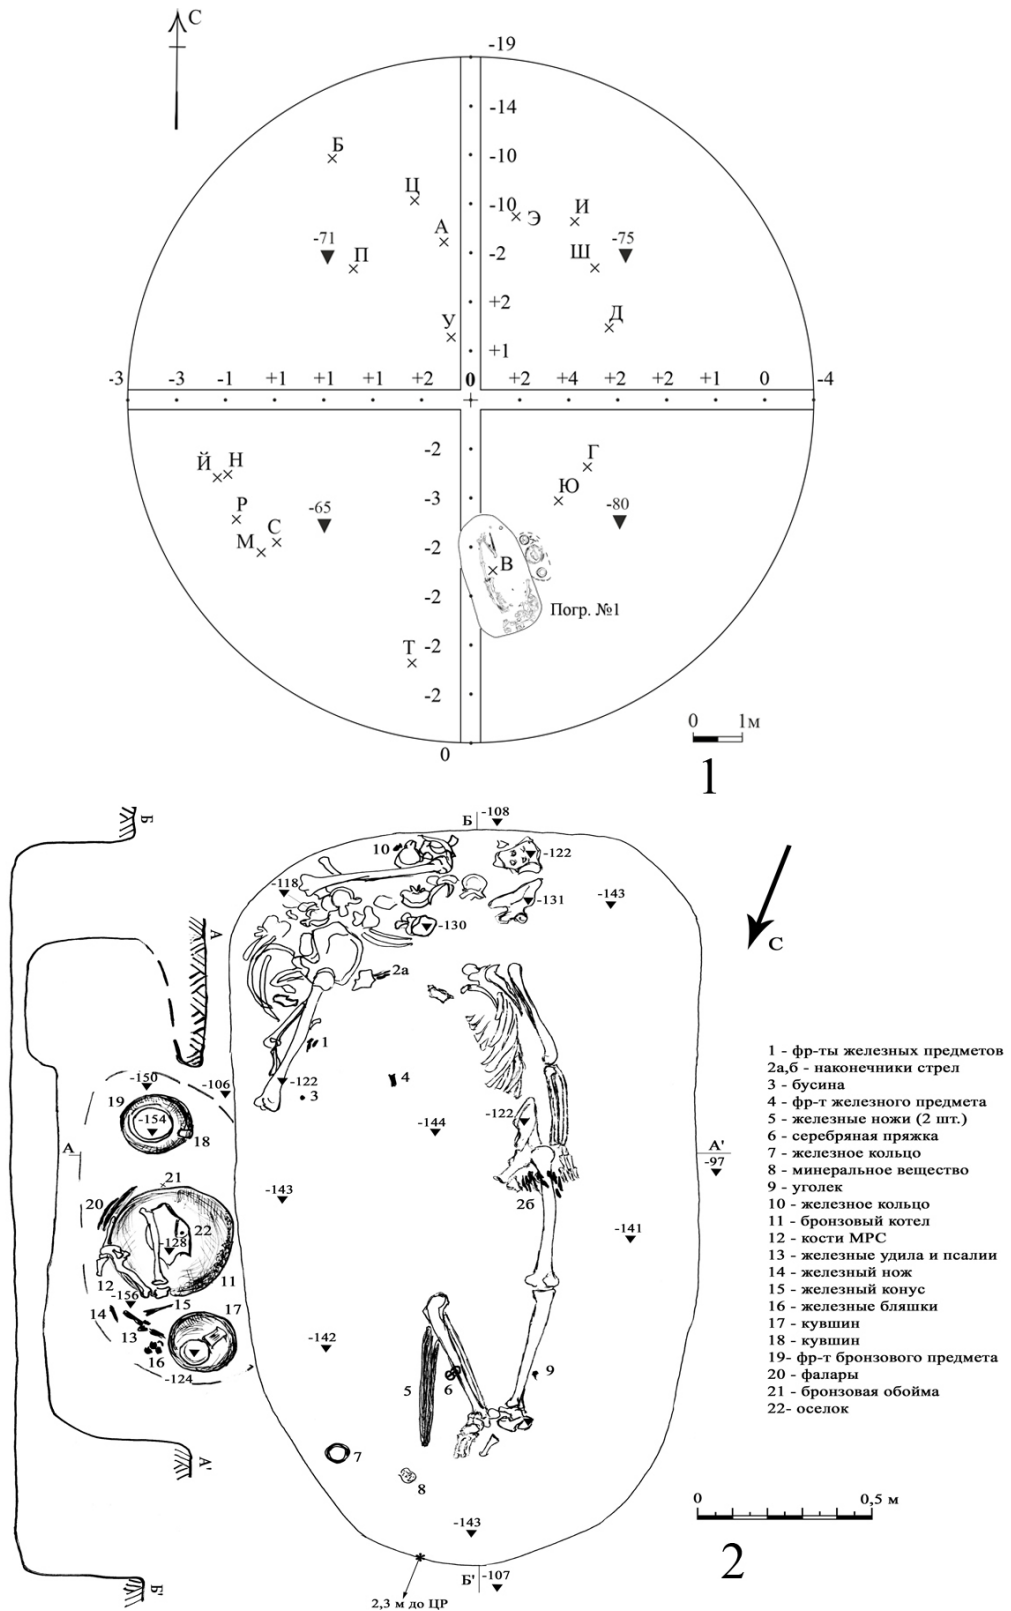 С
-19
-14
Б
-10
Ц
-10
Э
И
А
-71
П
-2
Ш
-75
+2
У
Д
+1
-3
-3
-1
+1
+1
+1
+2
0
+2
+4
+2
+2
+1
0
-4
-2
Г
Й
Н
Ю
-3
Р
-65
-80
М
С
-2
В
-2
Погр. №1
Т
-2
-2
0
0
1м
1
Б
Б
-108
10
-122
-118
-131
-143
-130
А
С
2а
1
4
-122
3
-150
-106
19
-154
18
-144
-122
А
А'
-97
21
20
-143
2б
22
-128
-141
12
11
-156
15
17
14
13
16
-124
-142
5
6
9
А'
7
8
-143
Б'
Б'
-107
2,3 м до ЦР
1 - фр-ты железных предметов
2а,б - наконечники стрел
3 - бусина
4 - фр-т железного предмета
5 - железные ножи (2 шт.)
6 - серебряная пряжка
7 - железное кольцо
8 - минеральное вещество
9 - уголек
10 - железное кольцо
11 - бронзовый котел
12 - кости МРС
13 - железные удила и псалии
14 - железный нож
15 - железный конус
16 - железные бляшки
17 - кувшин
18 - кувшин
19- фр-т бронзового предмета
20 - фалары
21 - бронзовая обойма
22- оселок
0
0,5 м
2